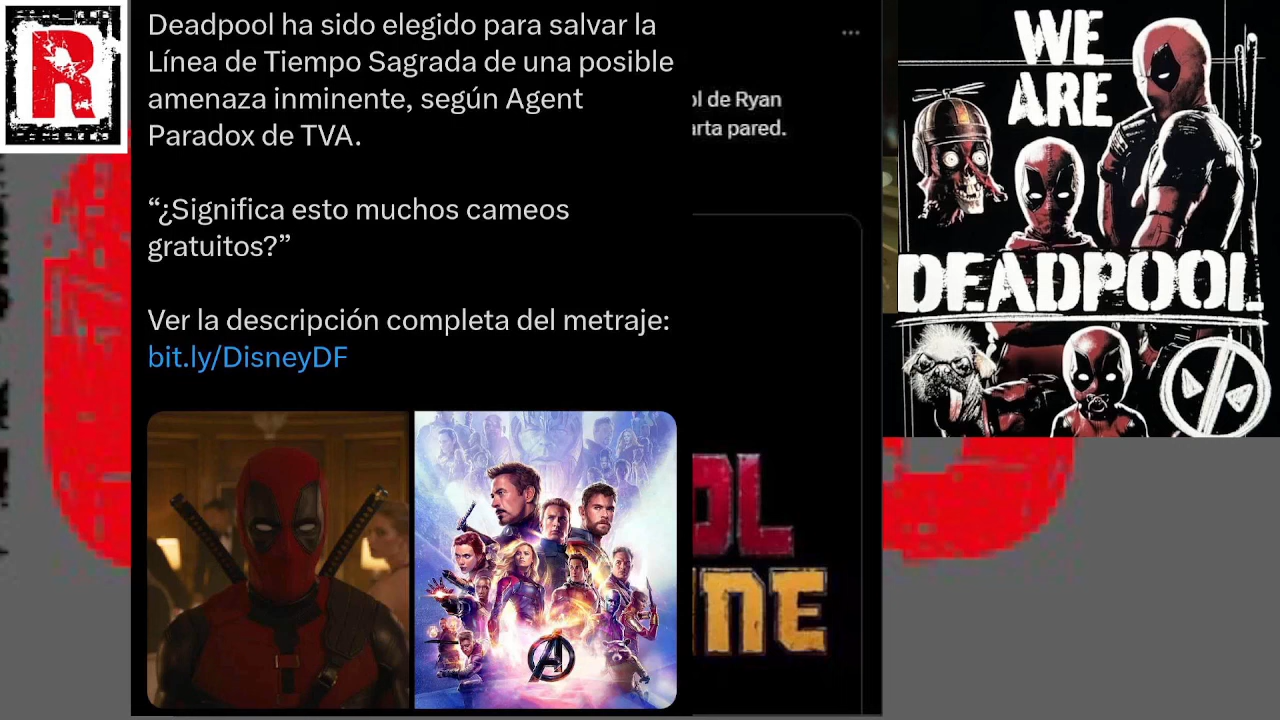 R
Deadpool ha sido elegido para salvar la
Línea de Tiempo Sagrada de una posible
amenaza inminente, según Agent
Paradox de TVA.
“¿Significa esto muchos cameos
gratuitos?”
Ver la descripción completa del metraje:
bit.ly/DisneyDF
de Ryan
pared.
WE
ARE
DEADPOOL